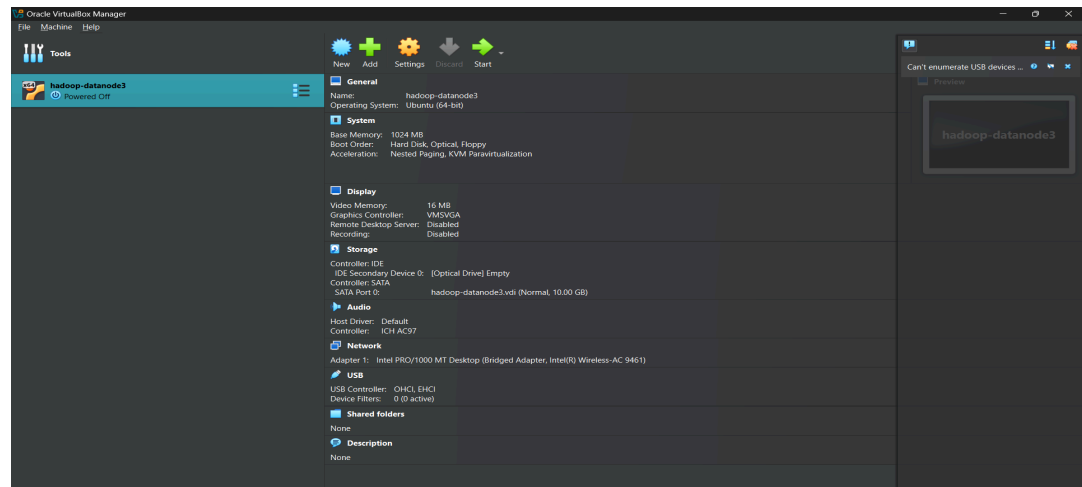 Oracle VirtualBox Manager
File Machine Help
Tools
New Add Settings Discard Start
hadoop-datanode3
Powered Off
General
Name: hadoop-datanode3
Operating System: Ubuntu (64-bit)
System
Base Memory: 1024 MB
Boot Order: Hard Disk, Optical, Floppy
Acceleration: Nested Paging, KVM Paravirtualization
Display
Video Memory: 16 MB
Graphics Controller: VMSVGA
Remote Desktop Server: Disabled
Recording: Disabled
Storage
Controller: IDE
IDE Secondary Device 0: [Optical Drive] Empty
Controller: SATA
SATA Port 0: hadoop-datanode3.vdi (Normal, 10.00 GB)
Audio
Host Driver: Default
Controller: ICH AC97
Network
Adapter 1: Intel PRO/1000 MT Desktop (Bridged Adapter, Intel(R) Wireless-AC 9461)
USB
USB Controller: OHCI, EHCI
Device Filters: 0 (0 active)
Shared folders
None
Description
None
Can't enumerate USB devices ...
Preview
hadoop-datanode3